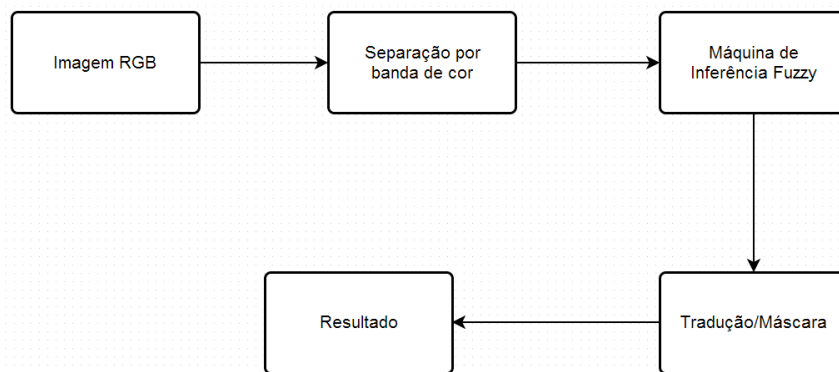 Imagem RGB
Separação por
banda de cor
Máquina de
Inferência Fuzzy
Tradução/Máscara
Resultado